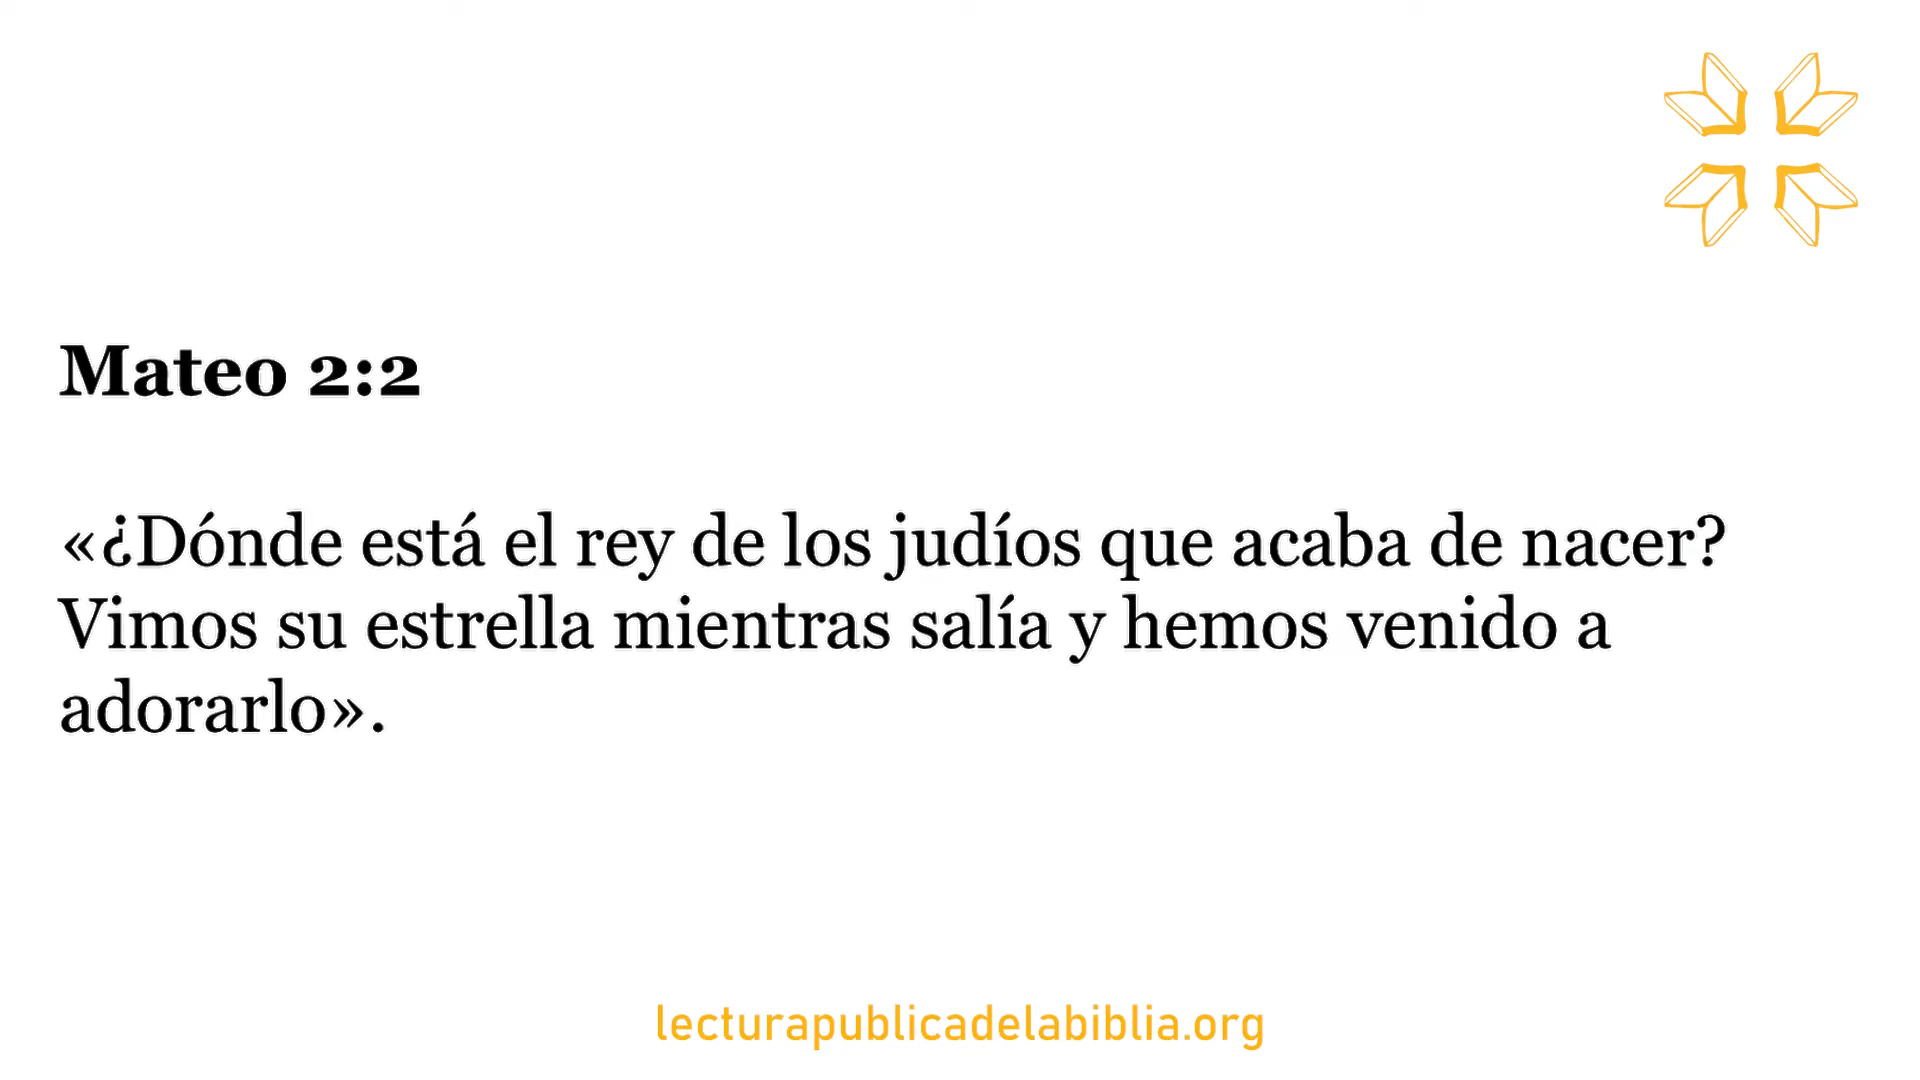 Mateo 2:2
«¿Dónde está el rey de los judíos que acaba de nacer?
Vimos su estrella mientras salía y hemos venido a
adorarlo».
lecturapublicadelabiblia.org